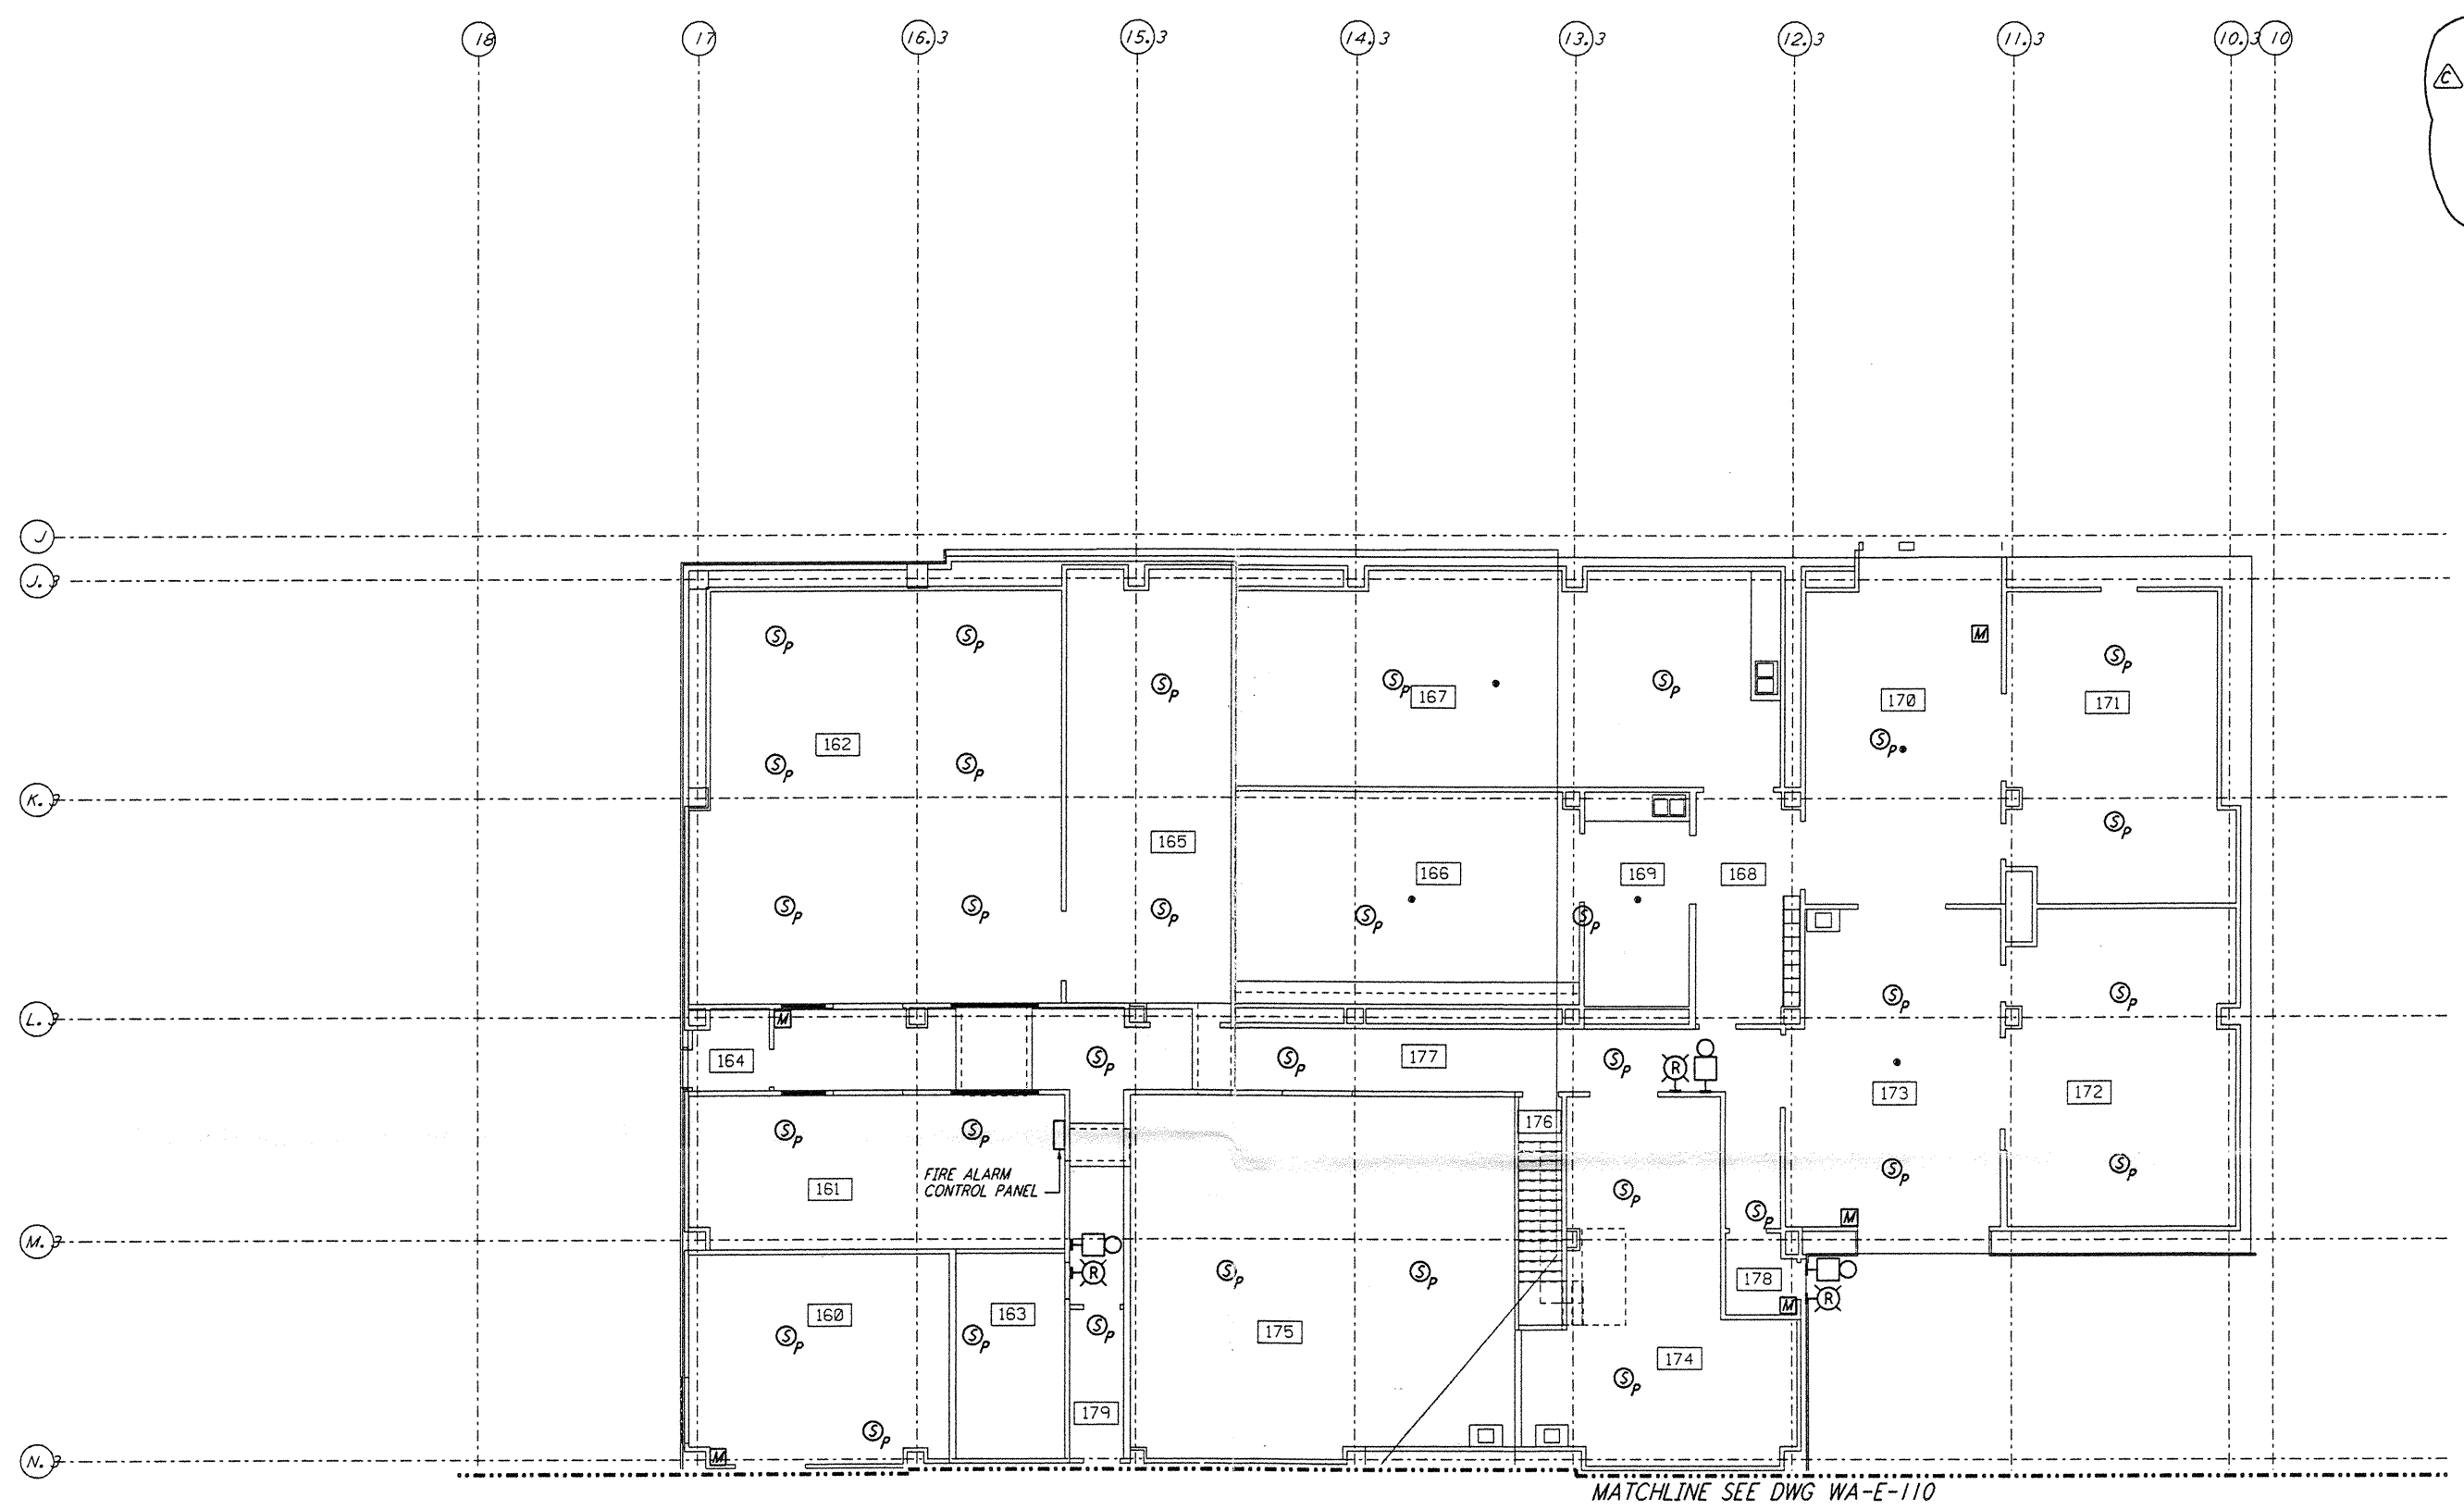 18 17 16.3 15.3 14.3 13.3 12.3 11.3 10.3 10
C
J
J.3
M
S P S P
S P
S P S P S P
167
170
171
162
S P S P
S P
K.3
S P
165
166
169
168
S P S P S P
S P S P
S P S P
L.3
M
164
S P S P
177
S P
R
173
172
176
S P S P
FIRE ALARM
CONTROL PANEL
161
S P S P
S P
S P
M
M.3
R
S P S P
178
R
M
160
163
S P S P S P
175
174
S P
179
S P
M
N.3
MATCHLINE SEE DWG WA-E-110